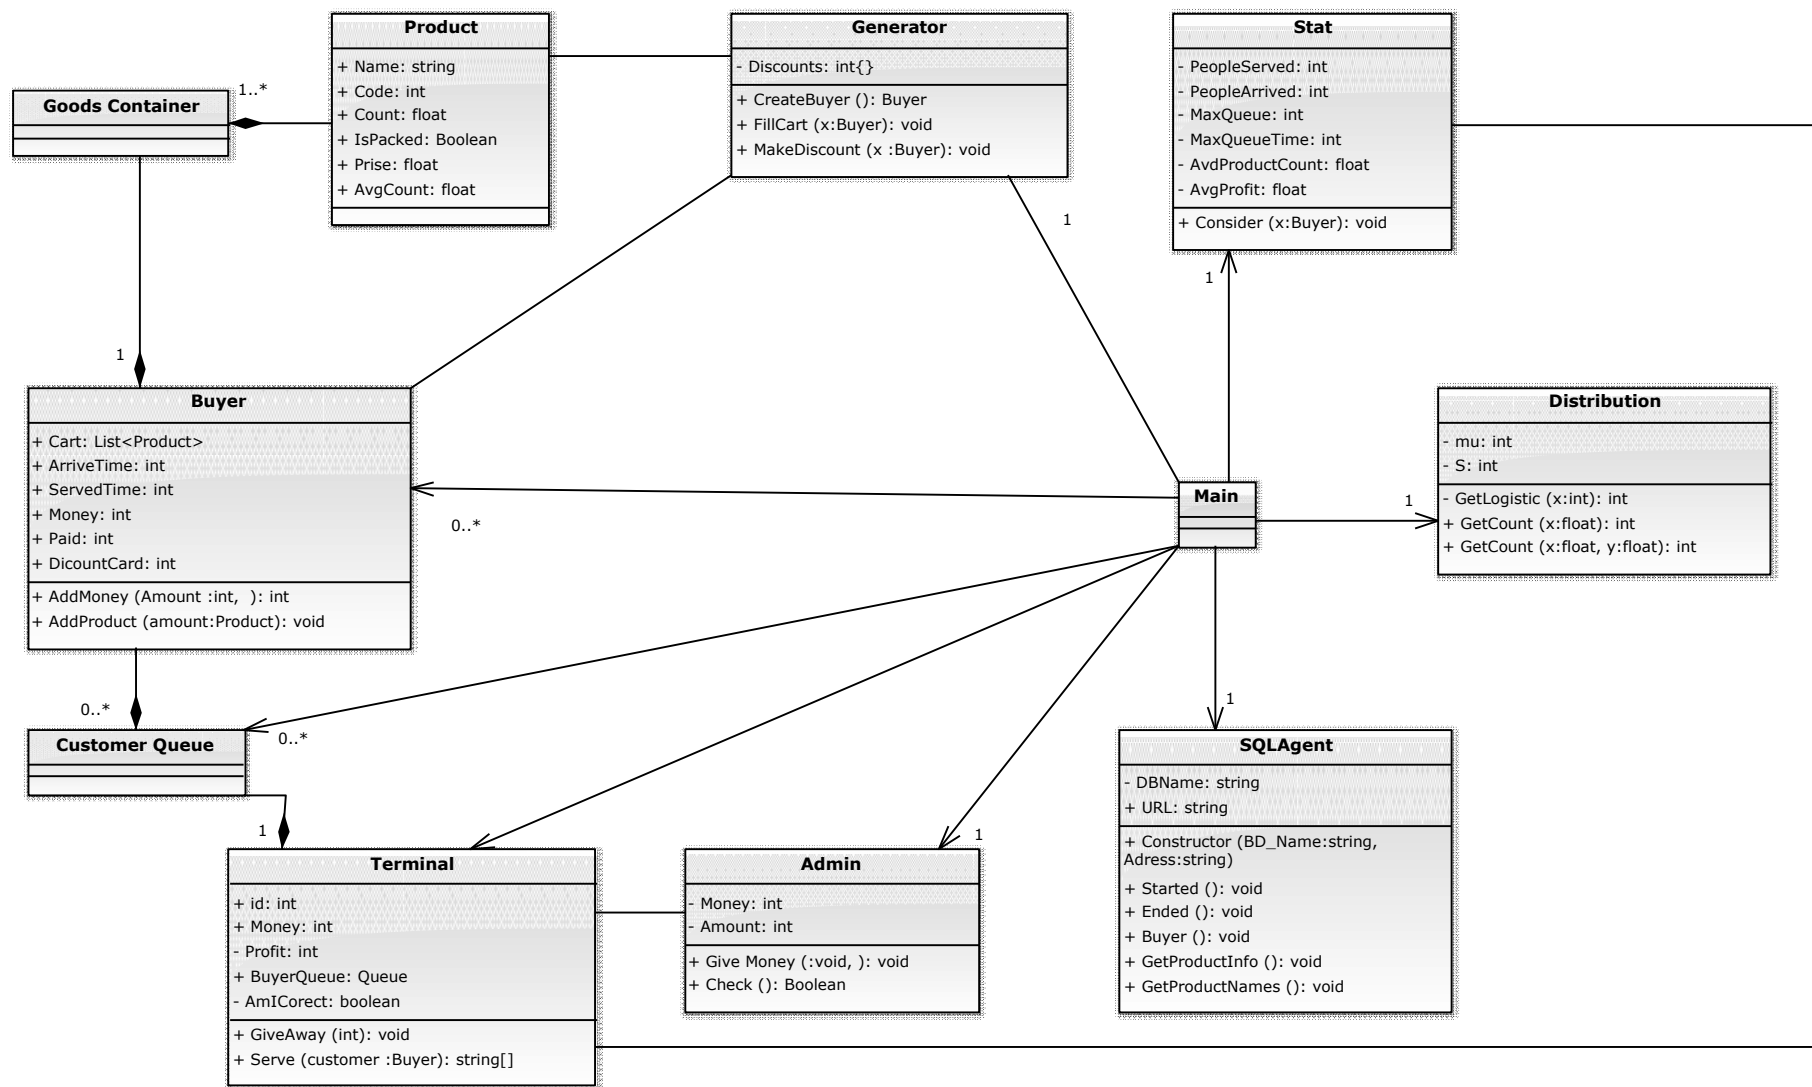 Product
+ Name: string
+ Code: int
+ Count: float
+ IsPacked: Boolean
+ Prise: float
+ AvgCount: float
Generator
- Discounts: int{}
+ CreateBuyer (): Buyer
+ FillCart (x:Buyer): void
+ MakeDiscount (x :Buyer): void
Stat
- PeopleServed: int
- PeopleArrived: int
- MaxQueue: int
- MaxQueueTime: int
- AvdProductCount: float
- AvgProfit: float
+ Consider (x:Buyer): void
Goods Container
1..*
1
1
1
Buyer
+ Cart: List<Product>
+ ArriveTime: int
+ ServedTime: int
+ Money: int
+ Paid: int
+ DicountCard: int
+ AddMoney (Amount :int,  ): int
+ AddProduct (amount:Product): void
0..*
Main
1
Distribution
- mu: int
- S: int
- GetLogistic (x:int): int
+ GetCount (x:float): int
+ GetCount (x:float, y:float): int
0..*
Customer Queue
0..*
1
1
1
Terminal
+ id: int
+ Money: int
- Profit: int
+ BuyerQueue: Queue
- AmICorect: boolean
+ GiveAway (int): void
+ Serve (customer :Buyer): string[]
Admin
- Money: int
- Amount: int
+ Give Money (:void, ): void
+ Check (): Boolean
SQLAgent
- DBName: string
+ URL: string
+ Constructor (BD_Name:string,
Adress:string)
+ Started (): void
+ Ended (): void
+ Buyer (): void
+ GetProductInfo (): void
+ GetProductNames (): void